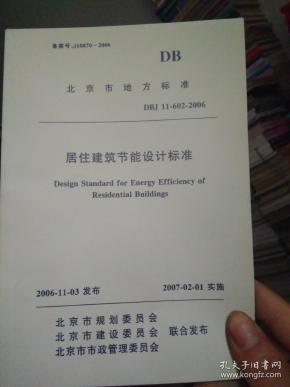 备案号:J10870-2006
DB
北京市地方标准
DBJ 11-602-2006
居住建筑节能设计标准
Design Standard for Energy Efficiency of
Residential Buildings
2006-11-03 发布
2007-02-01 实施
北京市规划委员会
北京市建设委员会 联合发布
北京市市政管理委员会
孔夫子旧书网